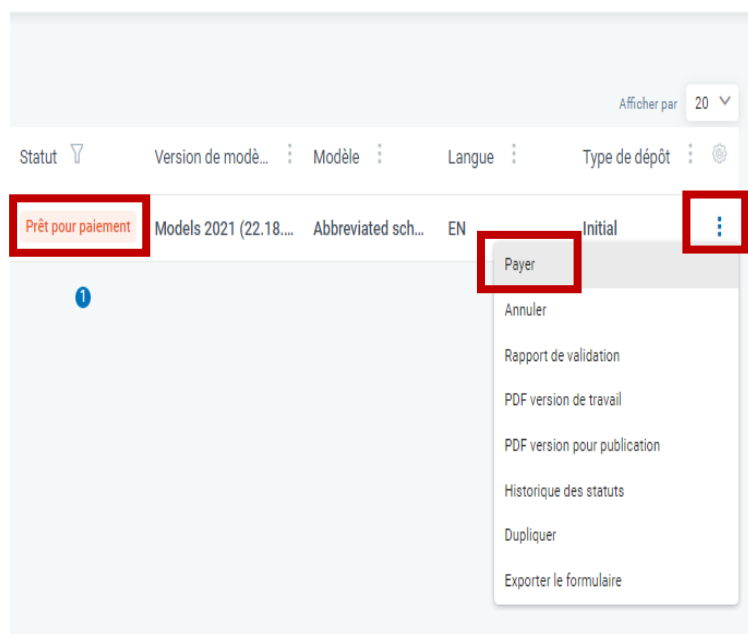 Afficher par 20
Statut Version de modè... Modèle Langue Type de dépôt
Prêt pour paiement Models 2021 (22.18.... Abbreviated sch... EN Initial
Payer
1
Annuler
Rapport de validation
PDF version de travail
PDF version pour publication
Historique des statuts
Dupliquer
Exporter le formulaire